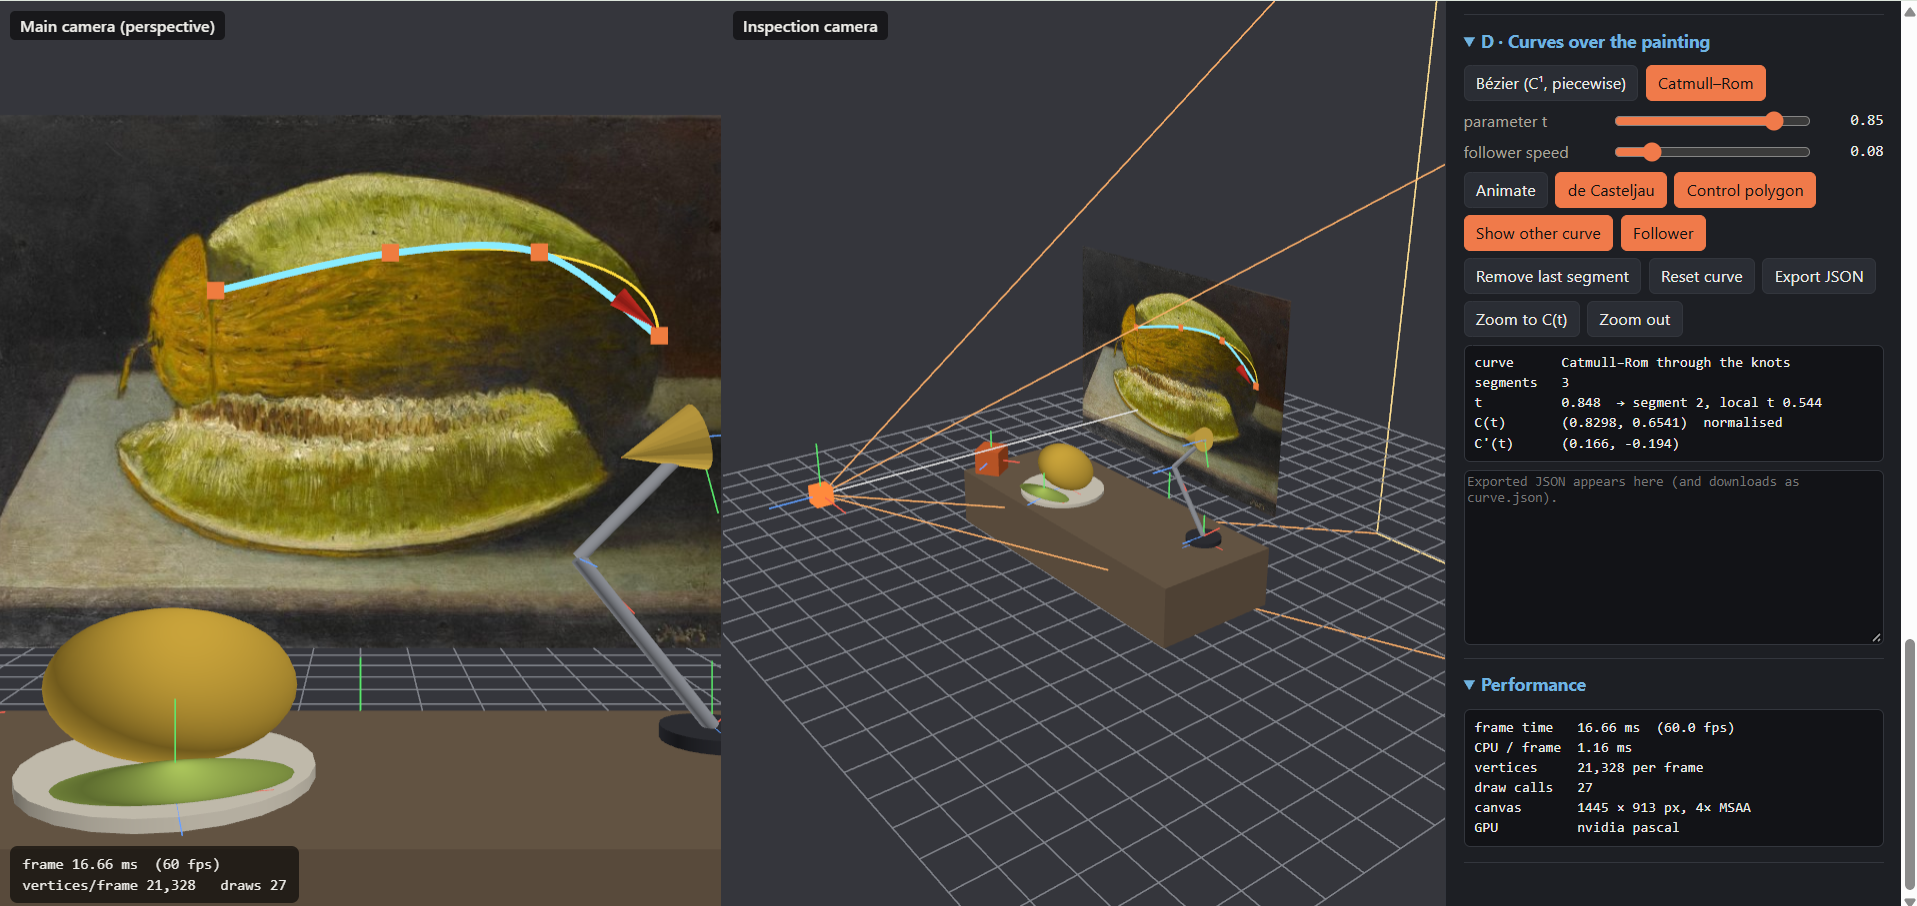 Main camera (perspective)
Inspection camera
▼ D · Curves over the painting
Bézier (C¹, piecewise) Catmull–Rom
parameter t 0.85
follower speed 0.08
Animate de Casteljau Control polygon
Show other curve Follower
Remove last segment Reset curve Export JSON
Zoom to C(t) Zoom out
curve Catmull–Rom through the knots
segments 3
t 0.848 → segment 2, local t 0.544
C(t) (0.8298, 0.6541) normalised
C'(t) (0.166, -0.194)
Exported JSON appears here (and downloads as
curve.json).
▼ Performance
frame time 16.66 ms (60.0 fps)
CPU / frame 1.16 ms
vertices 21,328 per frame
draw calls 27
canvas 1445 × 913 px, 4× MSAA
GPU nvidia pascal
frame 16.66 ms (60 fps)
vertices/frame 21,328 draws 27